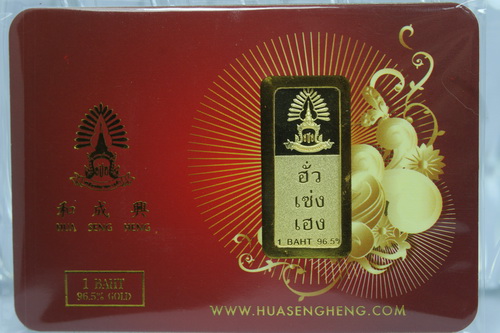 和成興
HUA SENG HENG
1 BAHT
96.5% GOLD
ฮั่ว
เซ่ง
เฮง
1 BAHT 96.5%
WWW.HUASENGHENG.COM